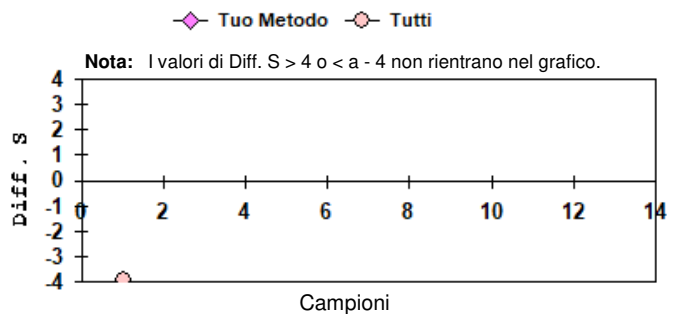 Tuo Metodo Tutti
Nota: I valori di Diff. S > 4 o < a - 4 non rientrano nel grafico.
4
3
2
1
0
-1
-2
-3
-4
Diff. S
0 2 4 6 8 10 12 14
Campioni